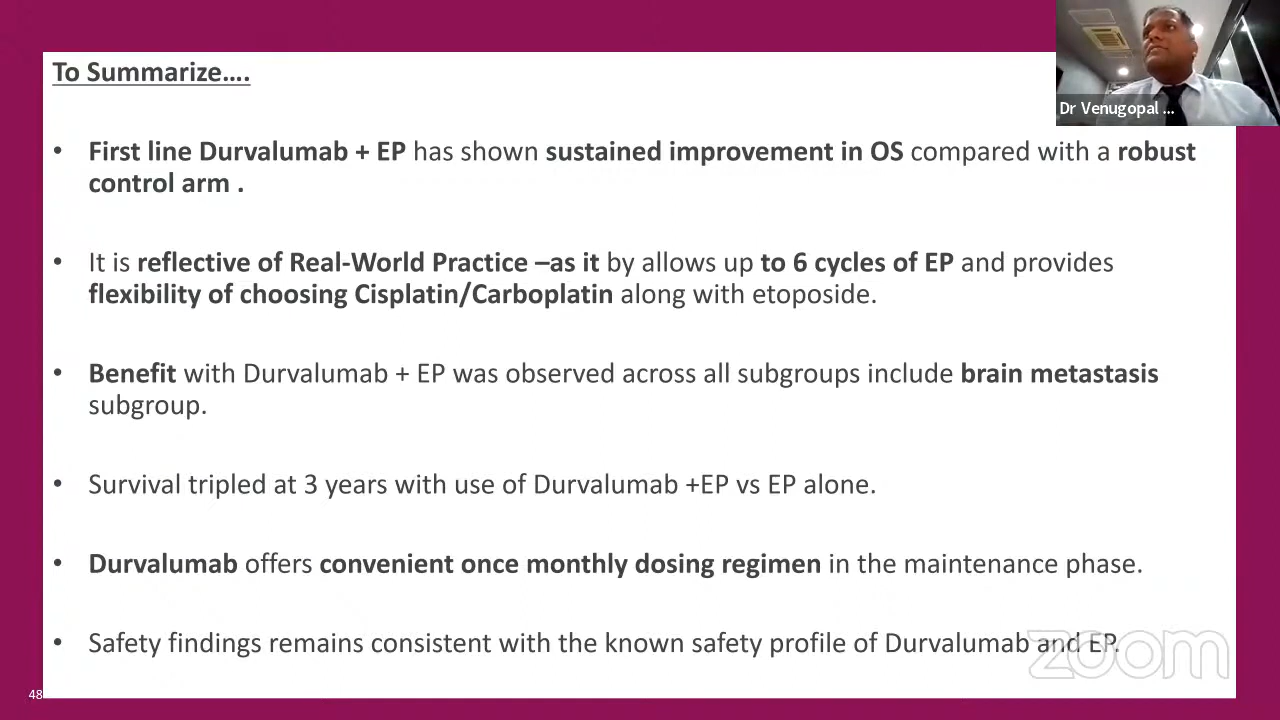 To Summarize....
Dr Venugopal ...
• First line Durvalumab + EP has shown sustained improvement in OS compared with a robust
control arm .
• It is reflective of Real-World Practice –as it by allows up to 6 cycles of EP and provides
flexibility of choosing Cisplatin/Carboplatin along with etoposide.
• Benefit with Durvalumab + EP was observed across all subgroups include brain metastasis
subgroup.
• Survival tripled at 3 years with use of Durvalumab +EP vs EP alone.
• Durvalumab offers convenient once monthly dosing regimen in the maintenance phase.
• Safety findings remains consistent with the known safety profile of Durvalumab and EP.
zoom
48